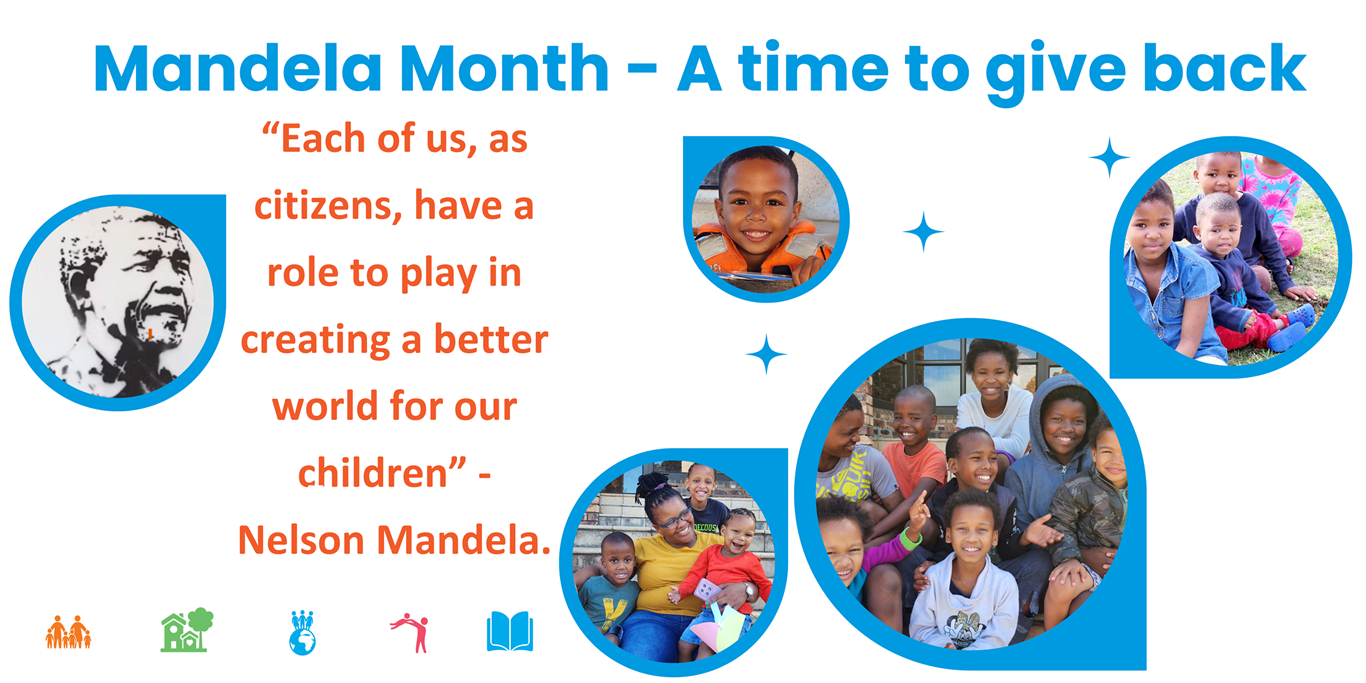 Mandela Month - A time to give back
“Each of us, as
citizens, have a
role to play in
creating a better
world for our
children” -
Nelson Mandela.